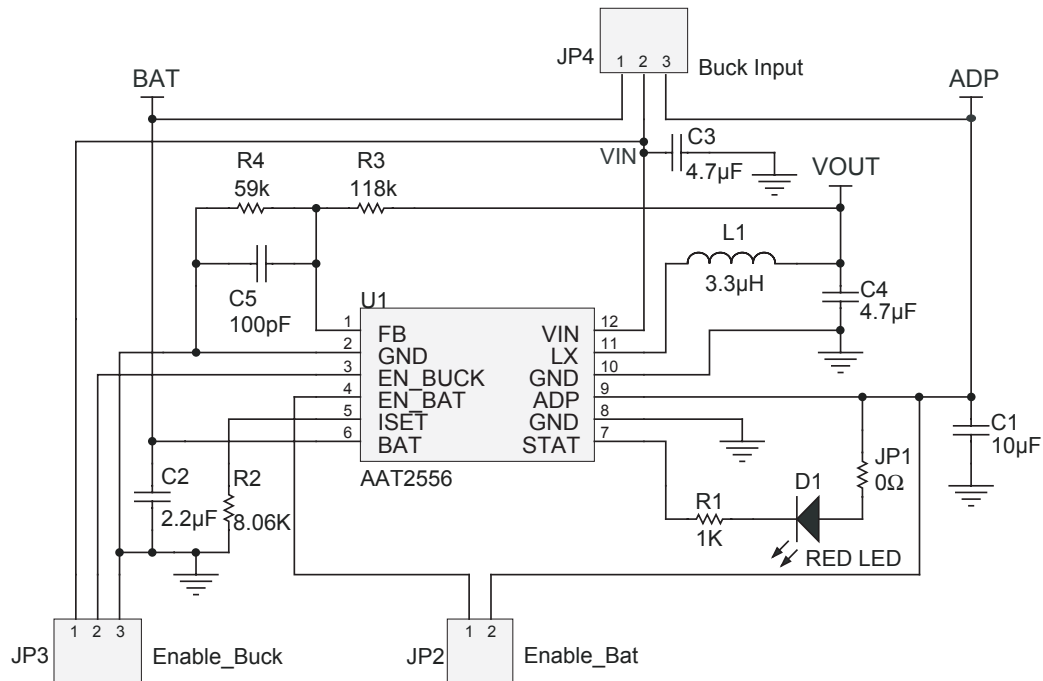 JP4
1 2 3
Buck Input
BAT
ADP
C3
4.7µF
VIN
R4
59k
R3
118k
VOUT
L1
3.3µH
C5
100pF
C4
4.7µF
U1
1 FB
2 GND
3 EN_BUCK
4 EN_BAT
5 ISET
6 BAT
VIN 12
LX 11
GND 10
ADP 9
GND 8
STAT 7
AAT2556
C2
2.2µF
R2
8.06K
C1
10µF
JP1
0Ω
D1
R1
1K
RED LED
JP3
1 2 3
Enable_Buck
JP2
1 2
Enable_Bat